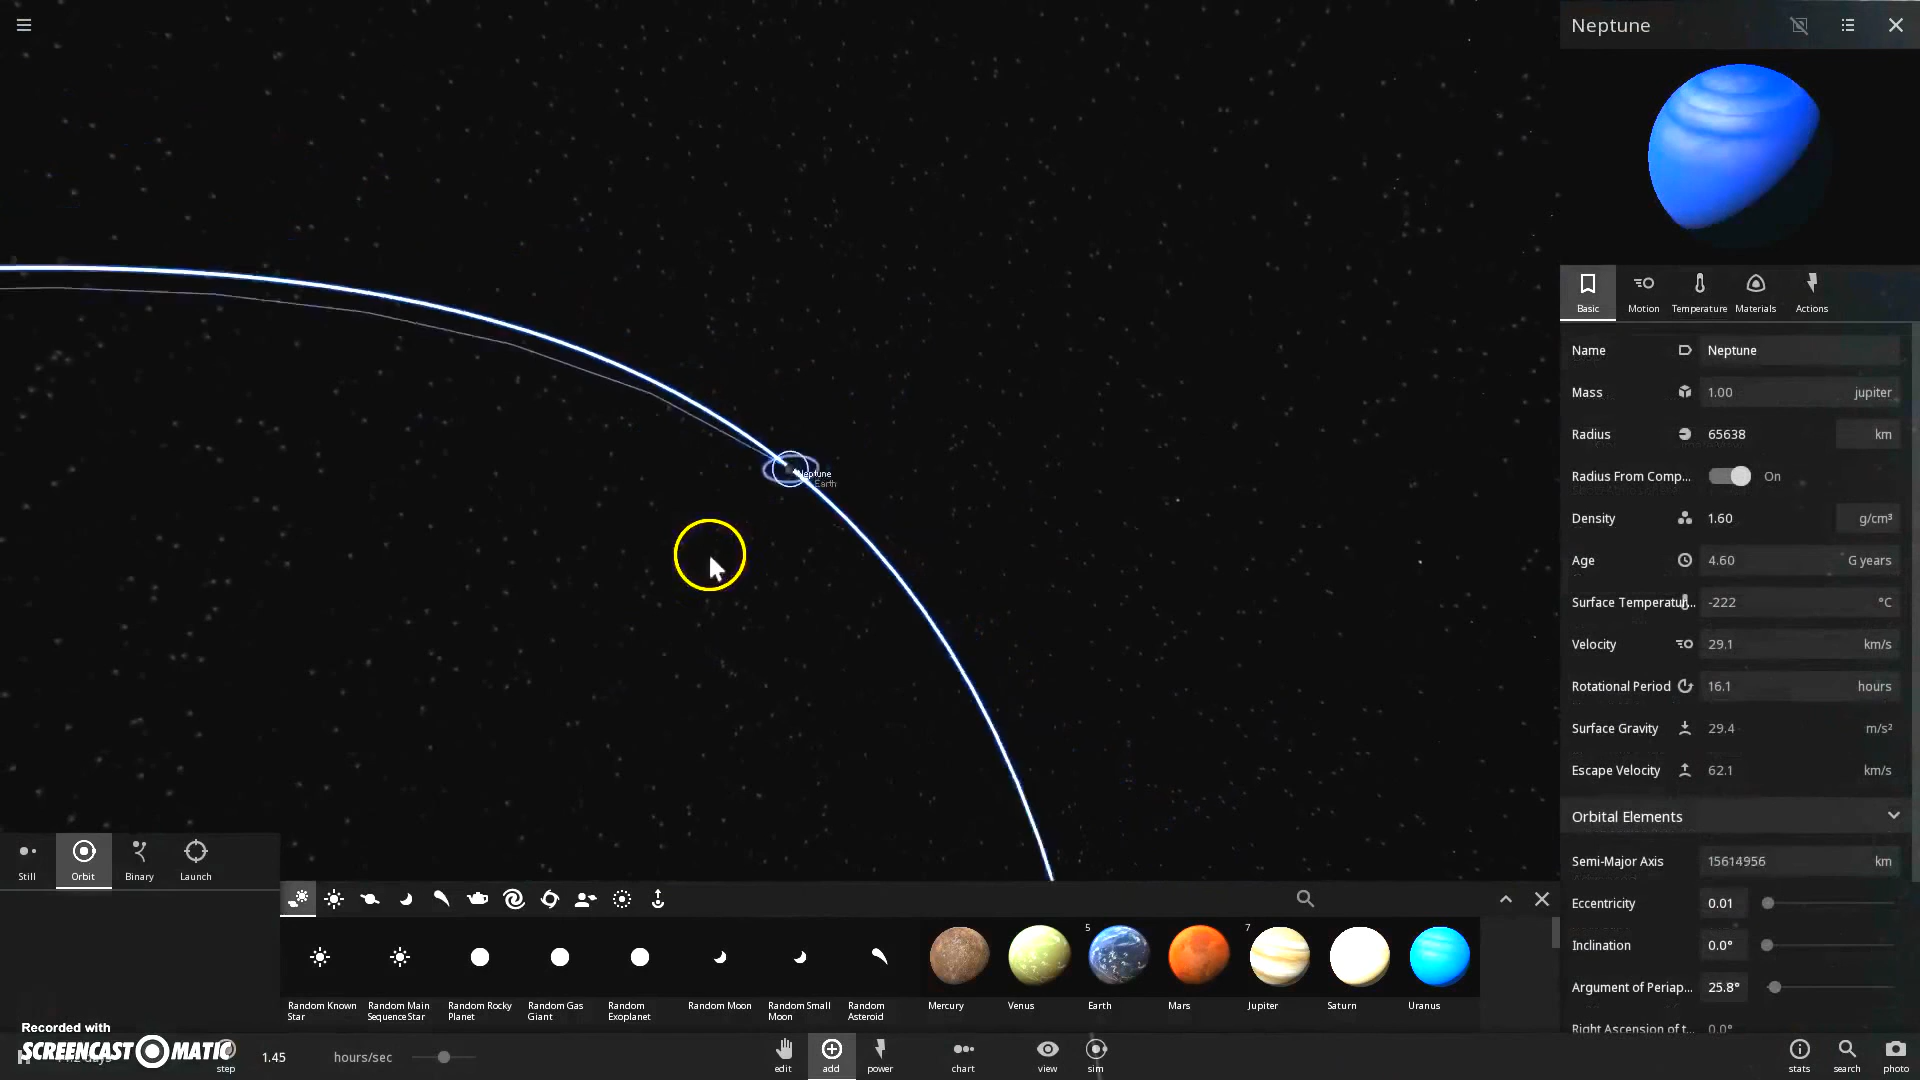 Neptune
Neptune
Earth
Basic
Motion
Temperature
Materials
Actions
Name Neptune
Mass 1.00 jupiter
Radius 65638 km
Radius From Comp... On
Density 1.60 g/cm³
Age 4.60 G years
Surface Temperatur... -222 °C
Velocity 29.1 km/s
Rotational Period 16.1 hours
Surface Gravity 29.4 m/s²
Escape Velocity 62.1 km/s
Orbital Elements
Semi-Major Axis 15614956 km
Eccentricity 0.01
Inclination 0.0°
Argument of Periap... 25.8°
Right Ascension of t... 0.0°
Still
Orbit
Binary
Launch
5
7
Random Known
Star
Random Main
Sequence Star
Random Rocky
Planet
Random Gas
Giant
Random
Exoplanet
Random Moon
Random Small
Moon
Random
Asteroid
Mercury
Venus
Earth
Mars
Jupiter
Saturn
Uranus
Recorded with
SCREENCAST MATIC
step
1.45 hours/sec
edit
add
power
chart
view
sim
stats
search
photo